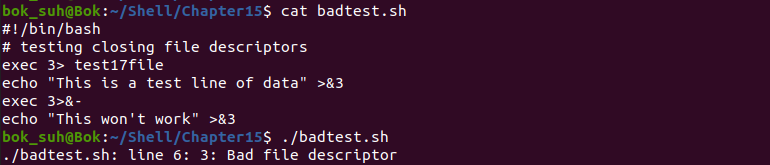 bok_suh@Bok:~/Shell/Chapter15$ cat badtest.sh
#!/bin/bash
# testing closing file descriptors
exec 3> test17file
echo "This is a test line of data" >&3
exec 3>&-
echo "This won't work" >&3
bok_suh@Bok:~/Shell/Chapter15$ ./badtest.sh
./badtest.sh: line 6: 3: Bad file descriptor